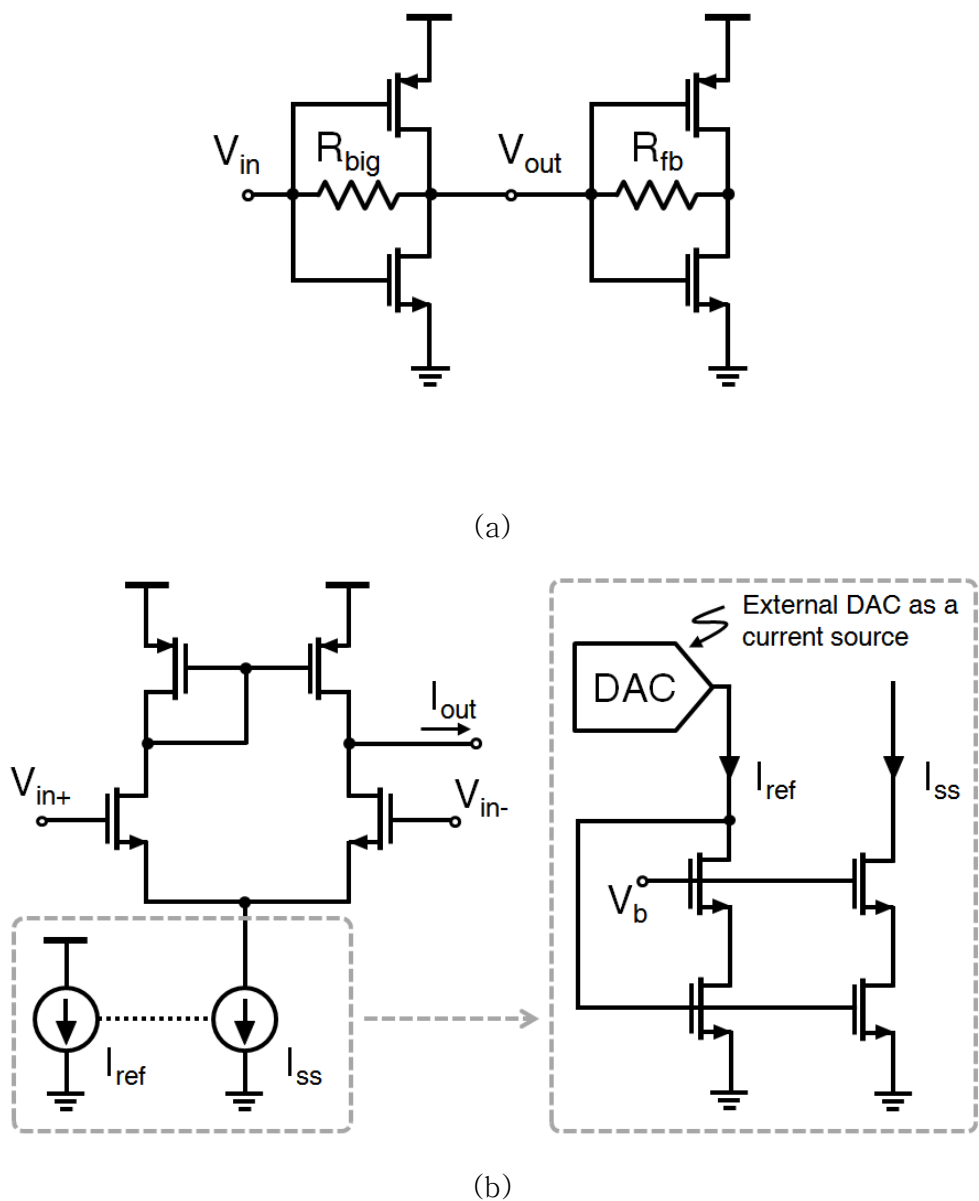 V_in
R_big
V_out
R_fb
(a)
External DAC as a
current source
DAC
I_out
V_in+
V_in-
I_ref
I_ss
V_b
I_ref
I_ss
(b)